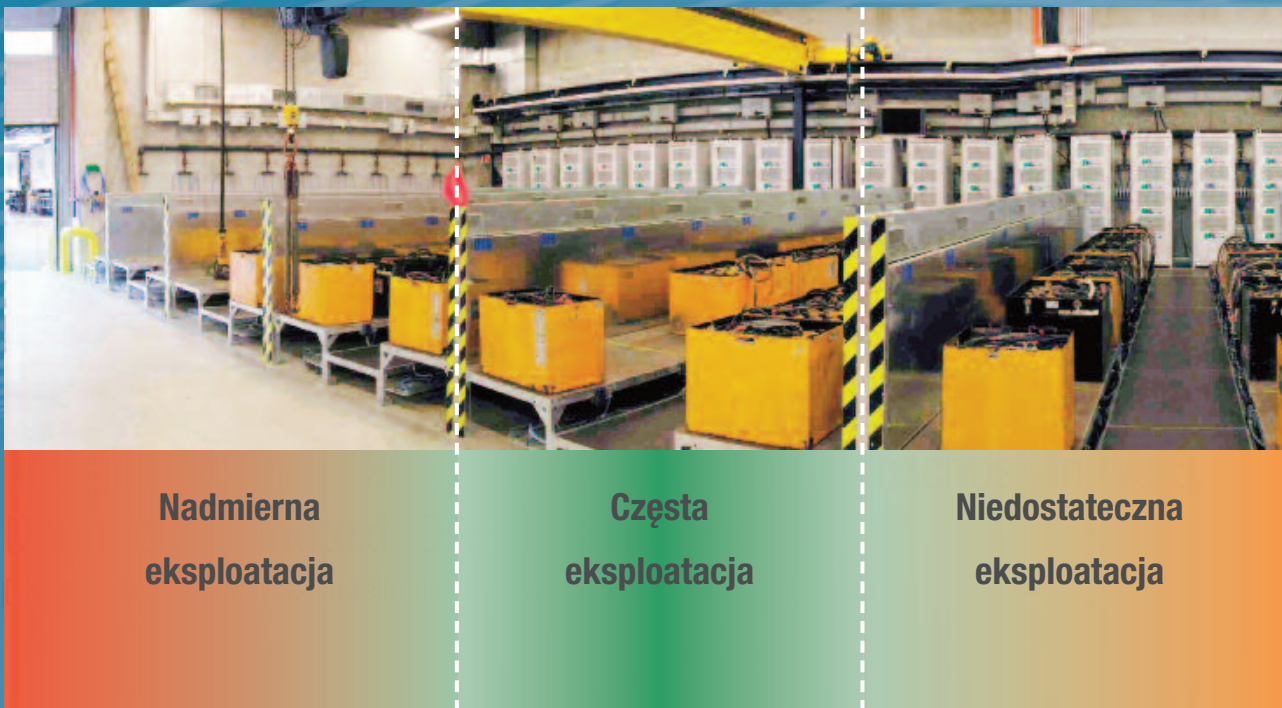 Nadmierna
eksploatacja
Częsta
eksploatacja
Niedostateczna
eksploatacja